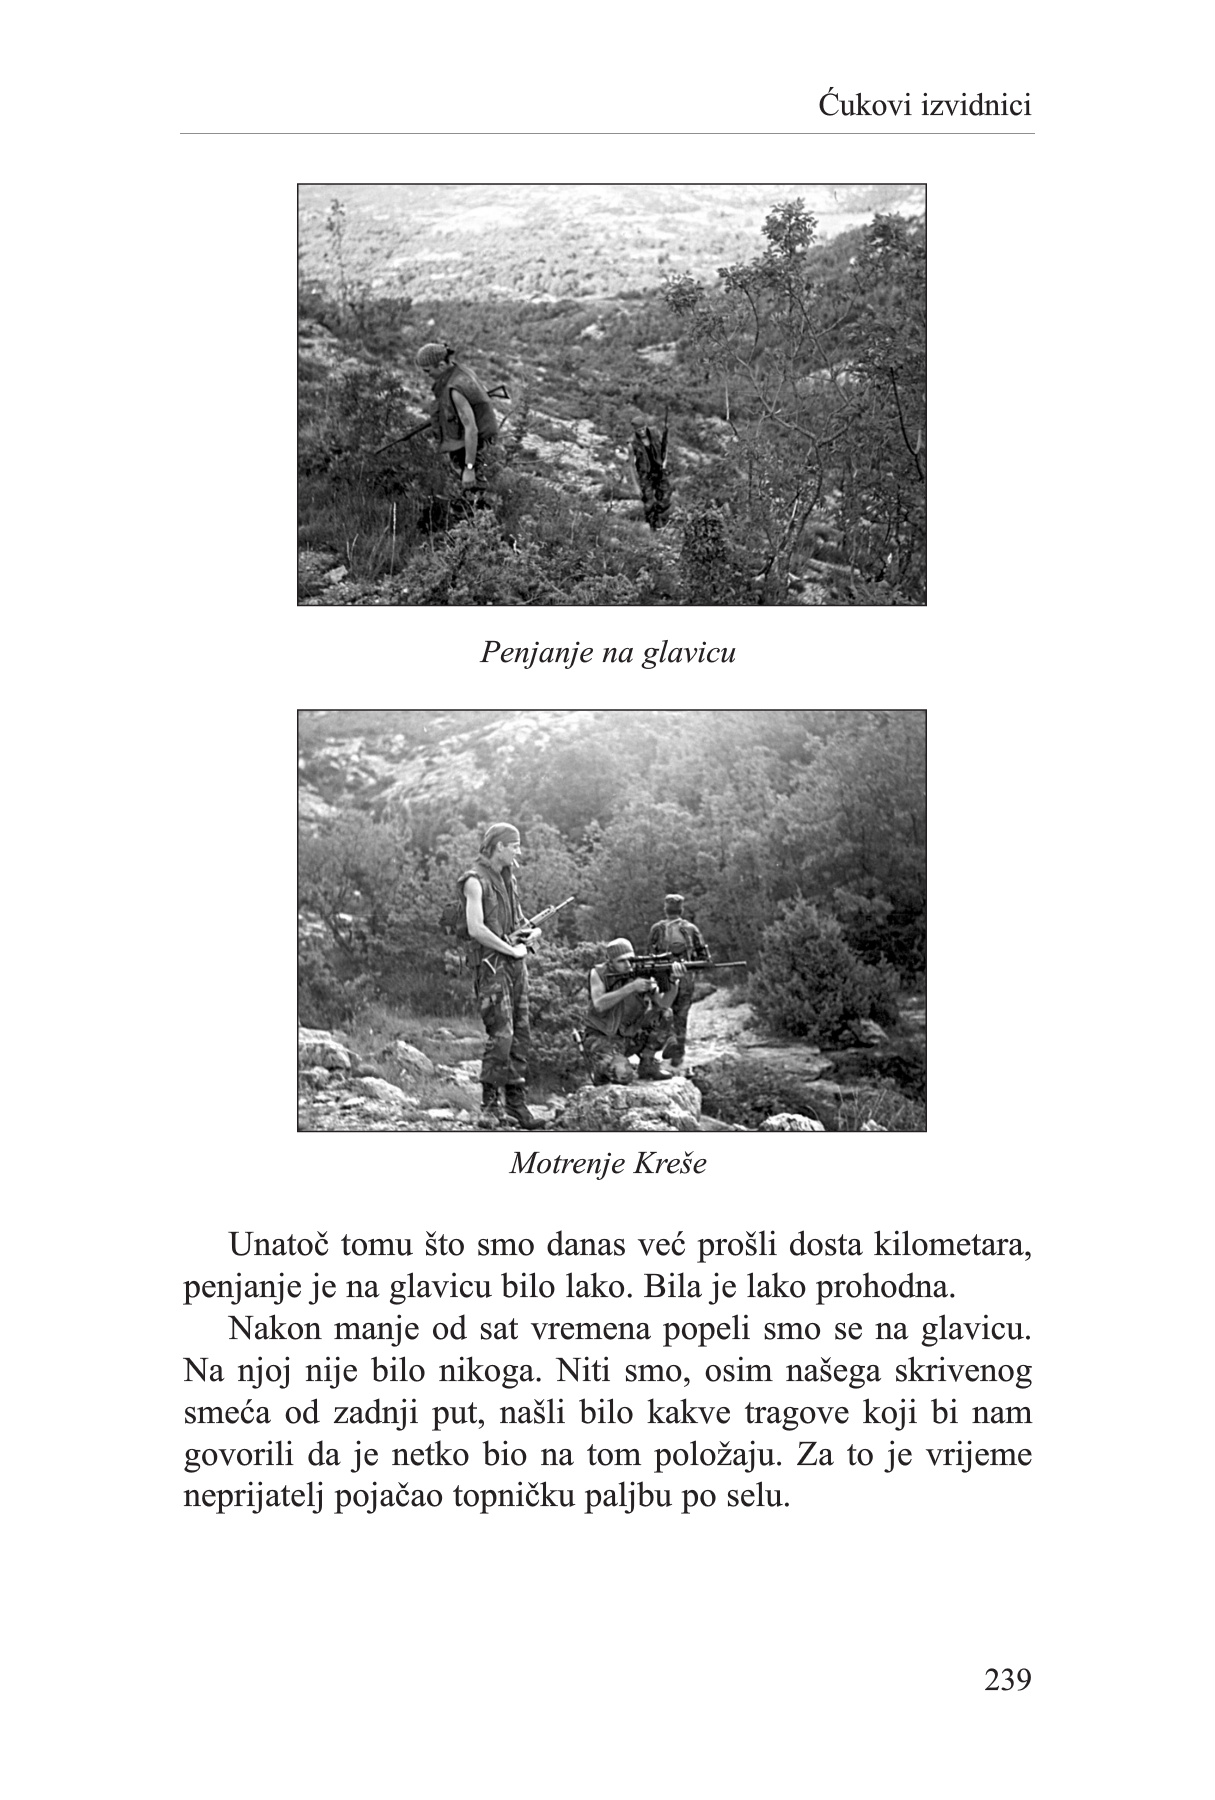 Ćukovi izvidnici
Penjanje na glavicu
Motrenje Kreše
Unatoč tomu što smo danas već prošli dosta kilometara,
penjanje je na glavicu bilo lako. Bila je lako prohodna.
Nakon manje od sat vremena popeli smo se na glavicu.
Na njoj nije bilo nikoga. Niti smo, osim našega skrivenog
smeća od zadnji put, našli bilo kakve tragove koji bi nam
govorili da je netko bio na tom položaju. Za to je vrijeme
neprijatelj pojačao topničku paljbu po selu.
239